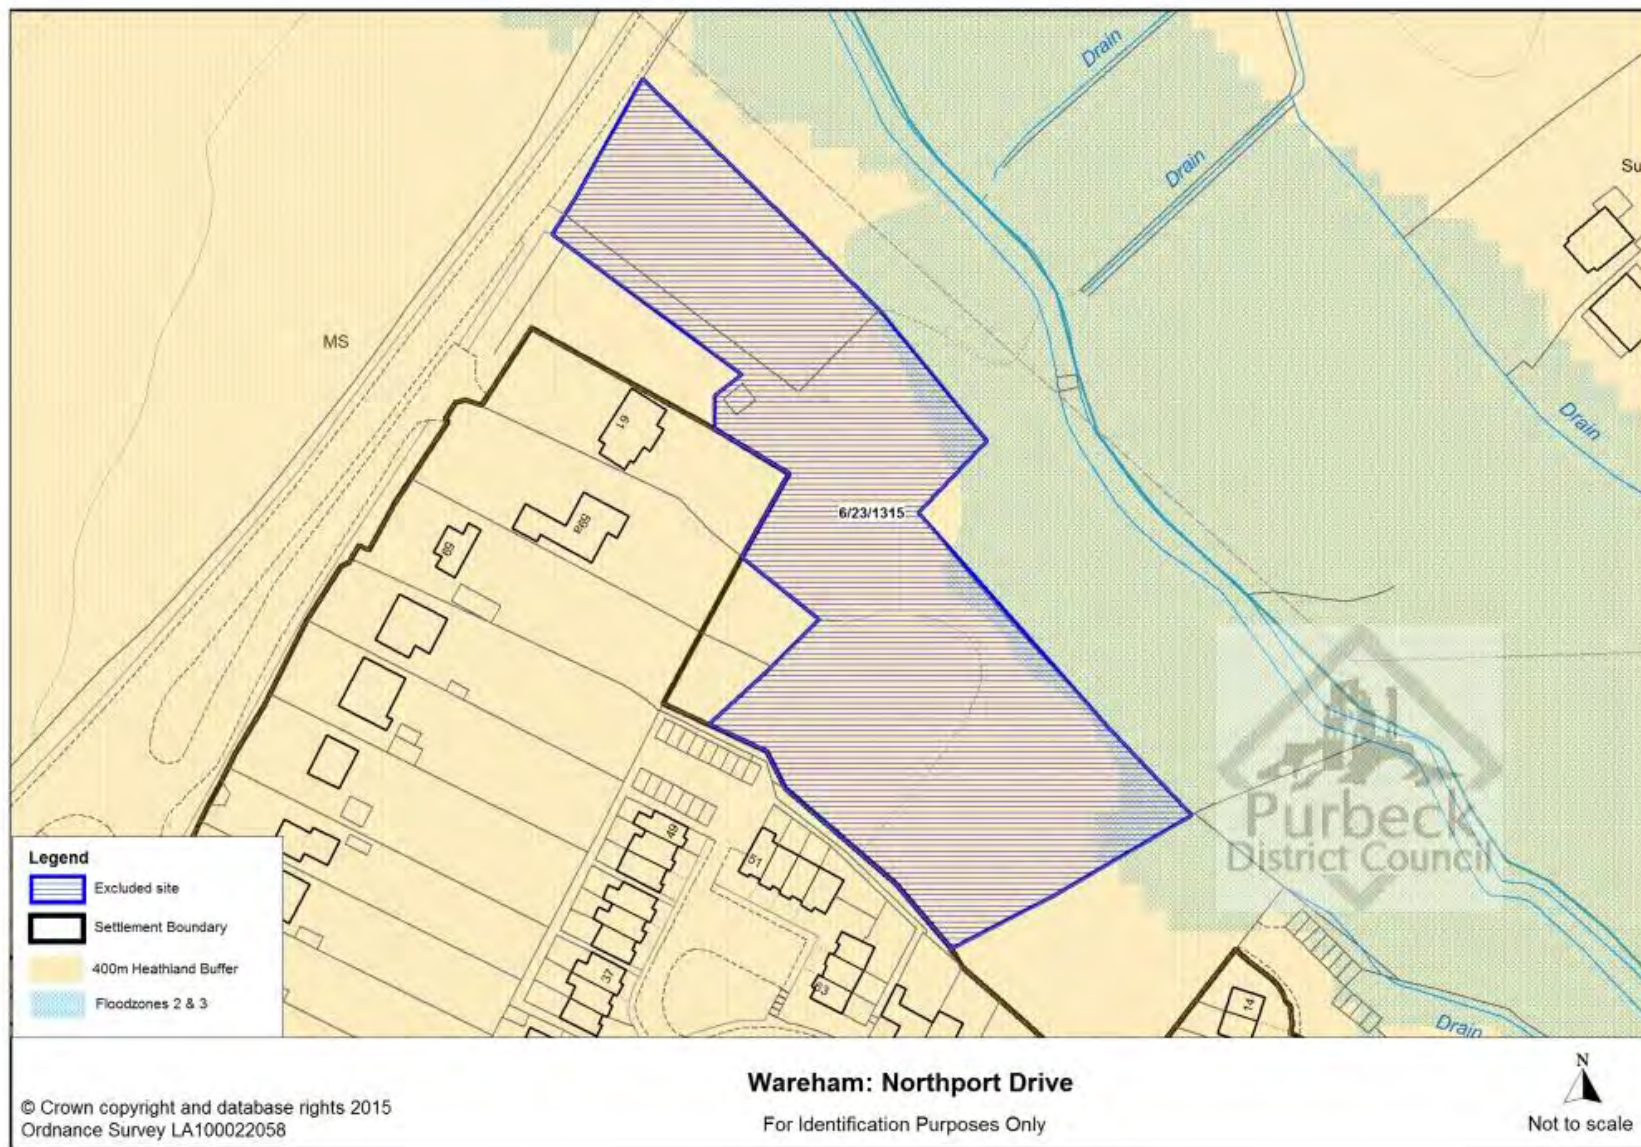 Drain
Drain
Su
MS
61
6/23/1315
59a
59
Drain
49
51
37
53
14
Drain
Purbeck
District Council
Legend
Excluded site
Settlement Boundary
400m Heathland Buffer
Floodzones 2 & 3
Wareham: Northport Drive
For Identification Purposes Only
© Crown copyright and database rights 2015
Ordnance Survey LA100022058
N
Not to scale